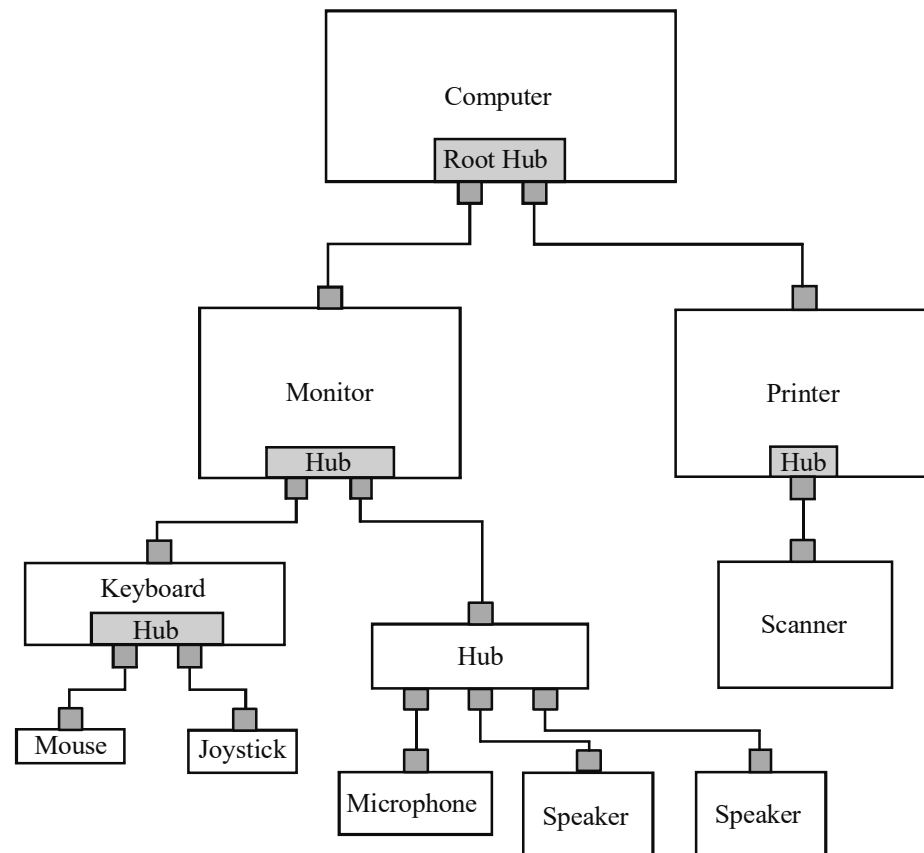 Computer
Root Hub
Monitor
Printer
Hub
Hub
Keyboard
Hub
Scanner
Hub
Mouse
Joystick
Microphone
Speaker
Speaker